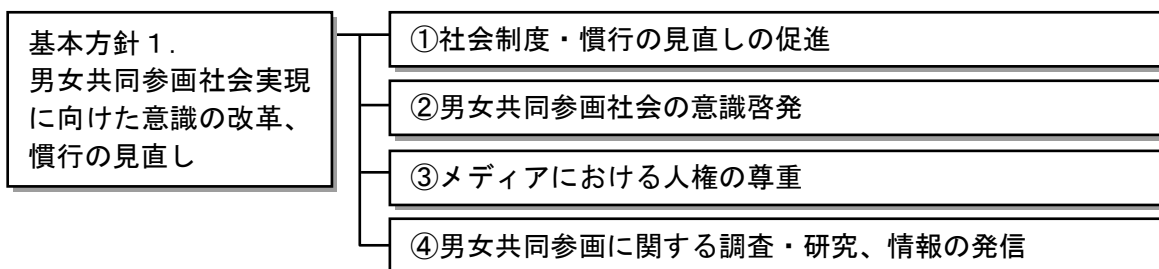 基本方針１.
男女共同参画社会実現
に向けた意識の改革、
慣行の見直し
①社会制度・慣行の見直しの促進
②男女共同参画社会の意識啓発
③メディアにおける人権の尊重
④男女共同参画に関する調査・研究、情報の発信